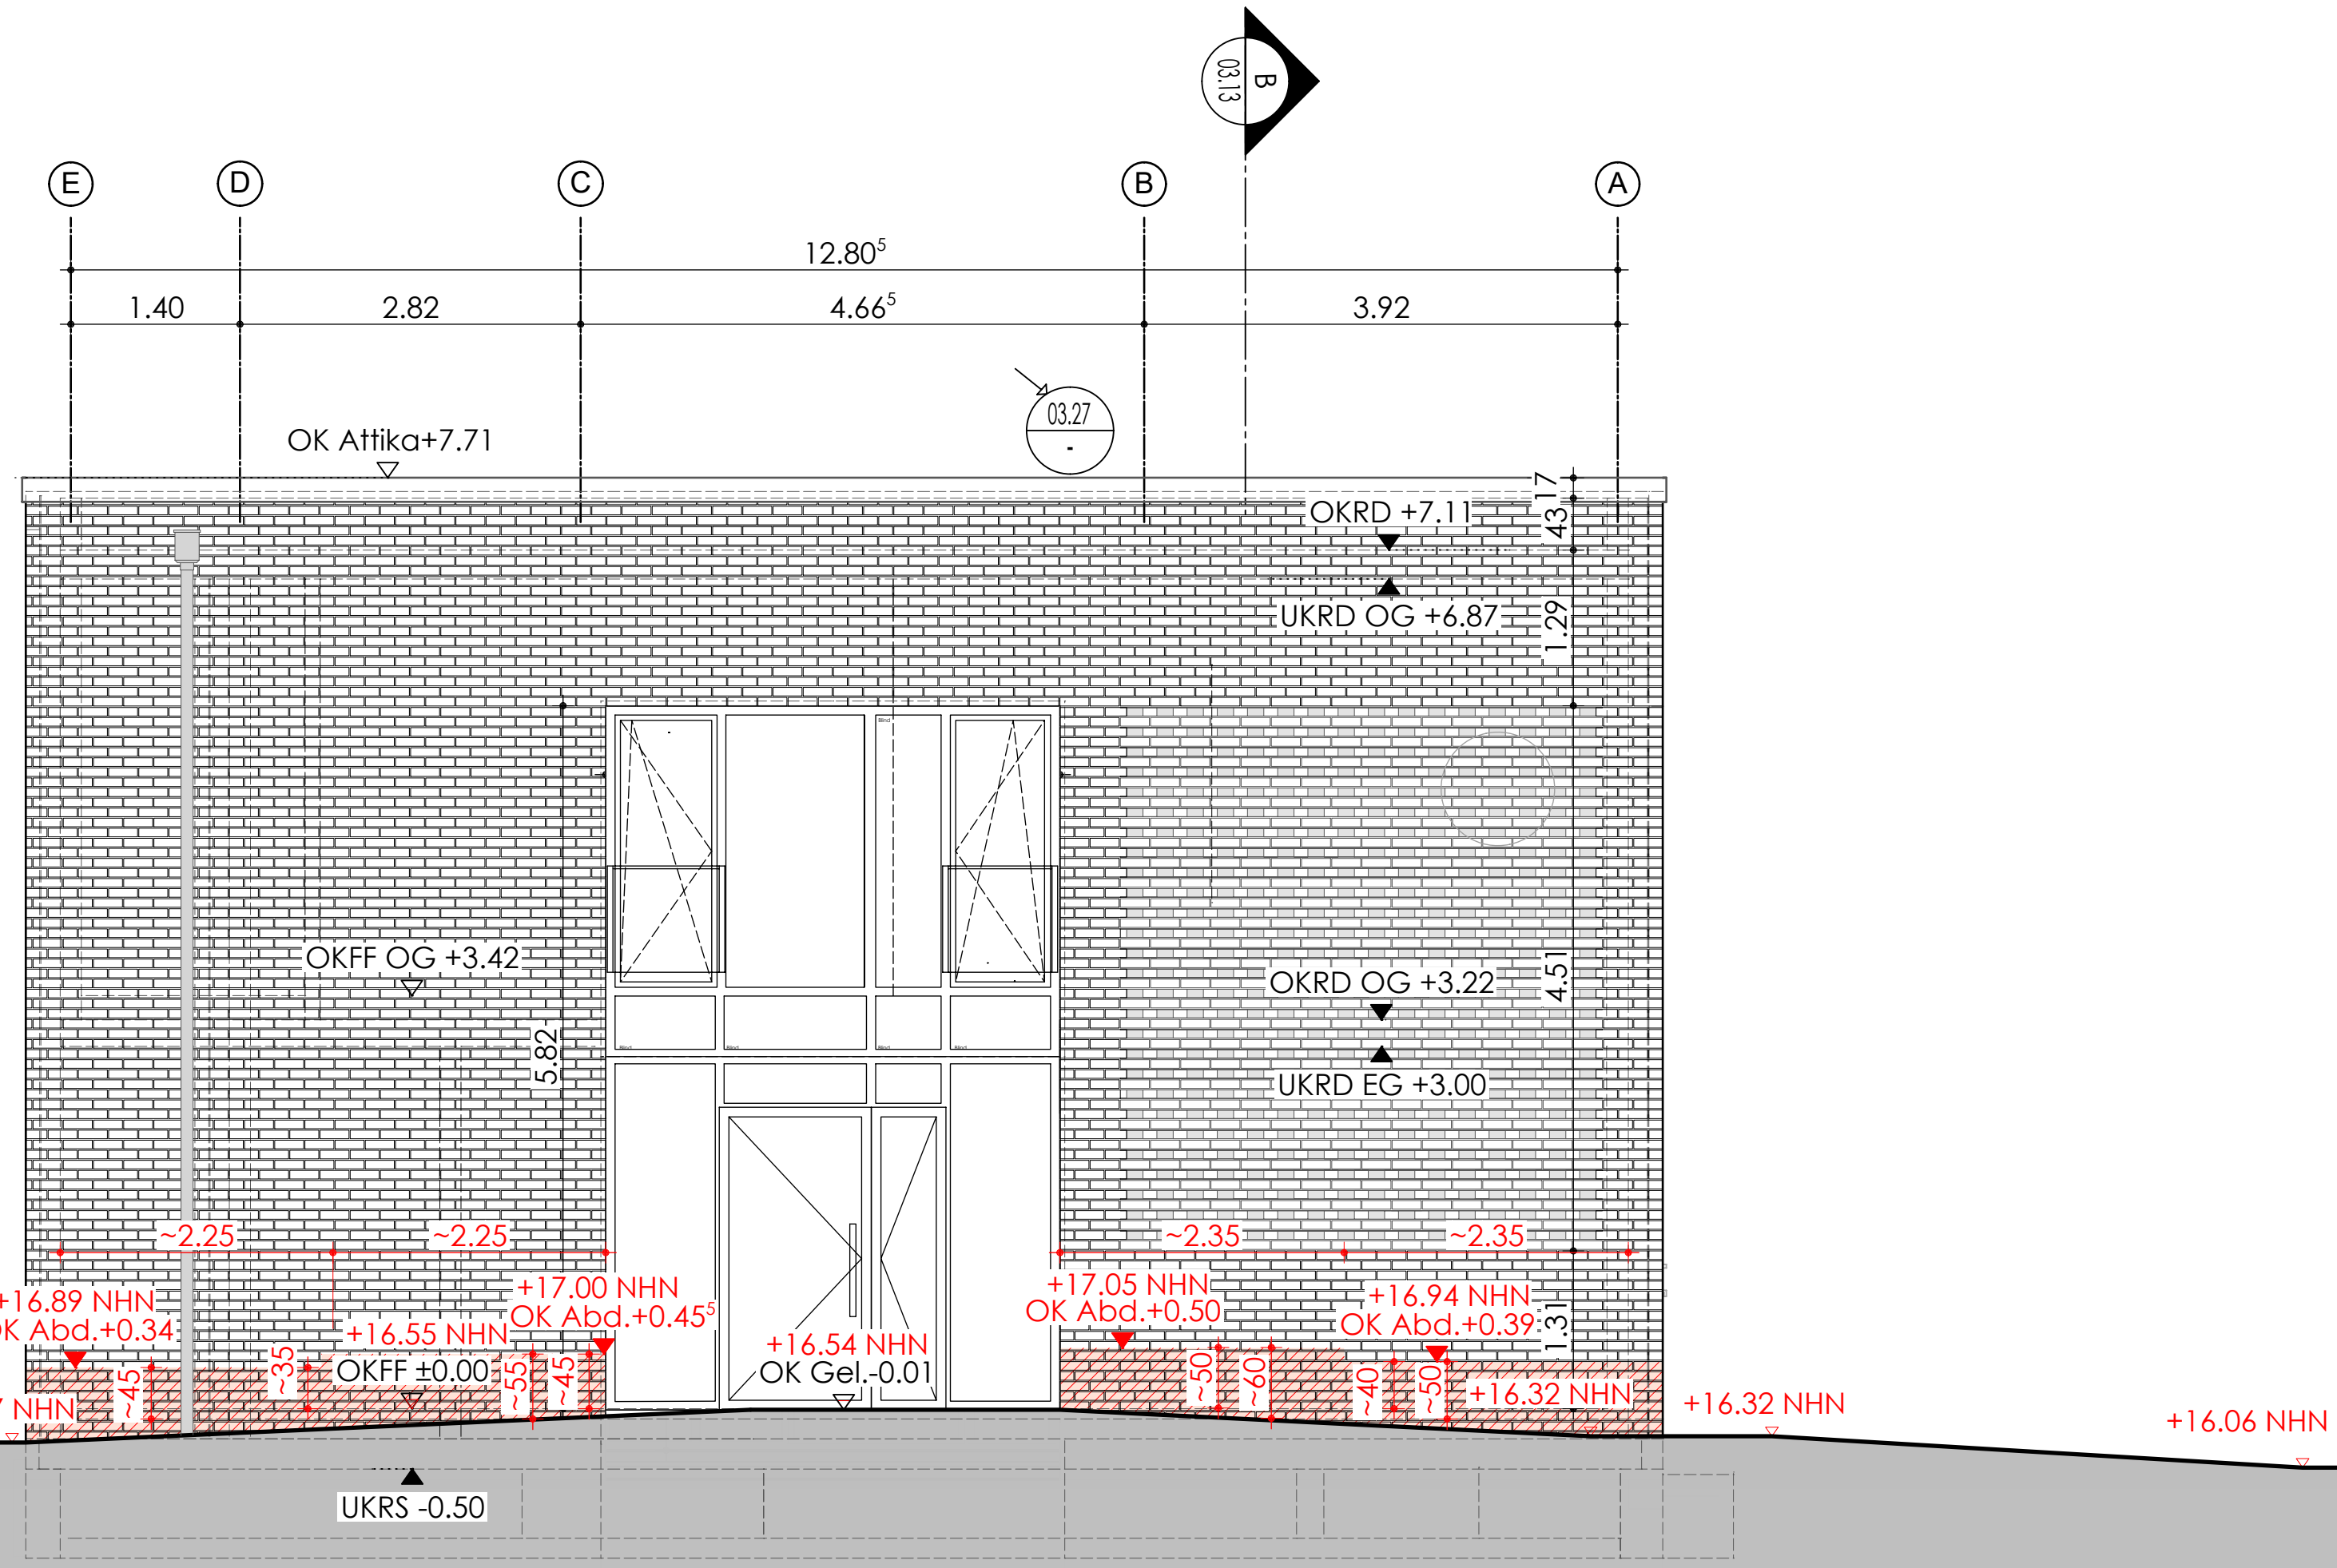 B
03.13
E
D
C
B
A
12.80⁵
1.40
2.82
4.66⁵
3.92
03.27
-
OK Attika+7.71
17
43
OKRD +7.11
UKRD OG +6.87
1.29
Blind
OKFF OG +3.42
OKRD OG +3.22
4.51
5.82
Blind
Blind
Blind
Blind
UKRD EG +3.00
~2.25
~2.25
~2.35
~2.35
+16.89 NHN
OK Abd.+0.34
+17.00 NHN
OK Abd.+0.45⁵
+17.05 NHN
OK Abd.+0.50
+16.94 NHN
OK Abd.+0.39
1.31
+16.55 NHN
OKFF ±0.00
+16.54 NHN
OK Gel.-0.01
~45
~35
~55
~45
~50
~60
~40
~50
NHN
+16.32 NHN
+16.32 NHN
+16.06 NHN
UKRS -0.50